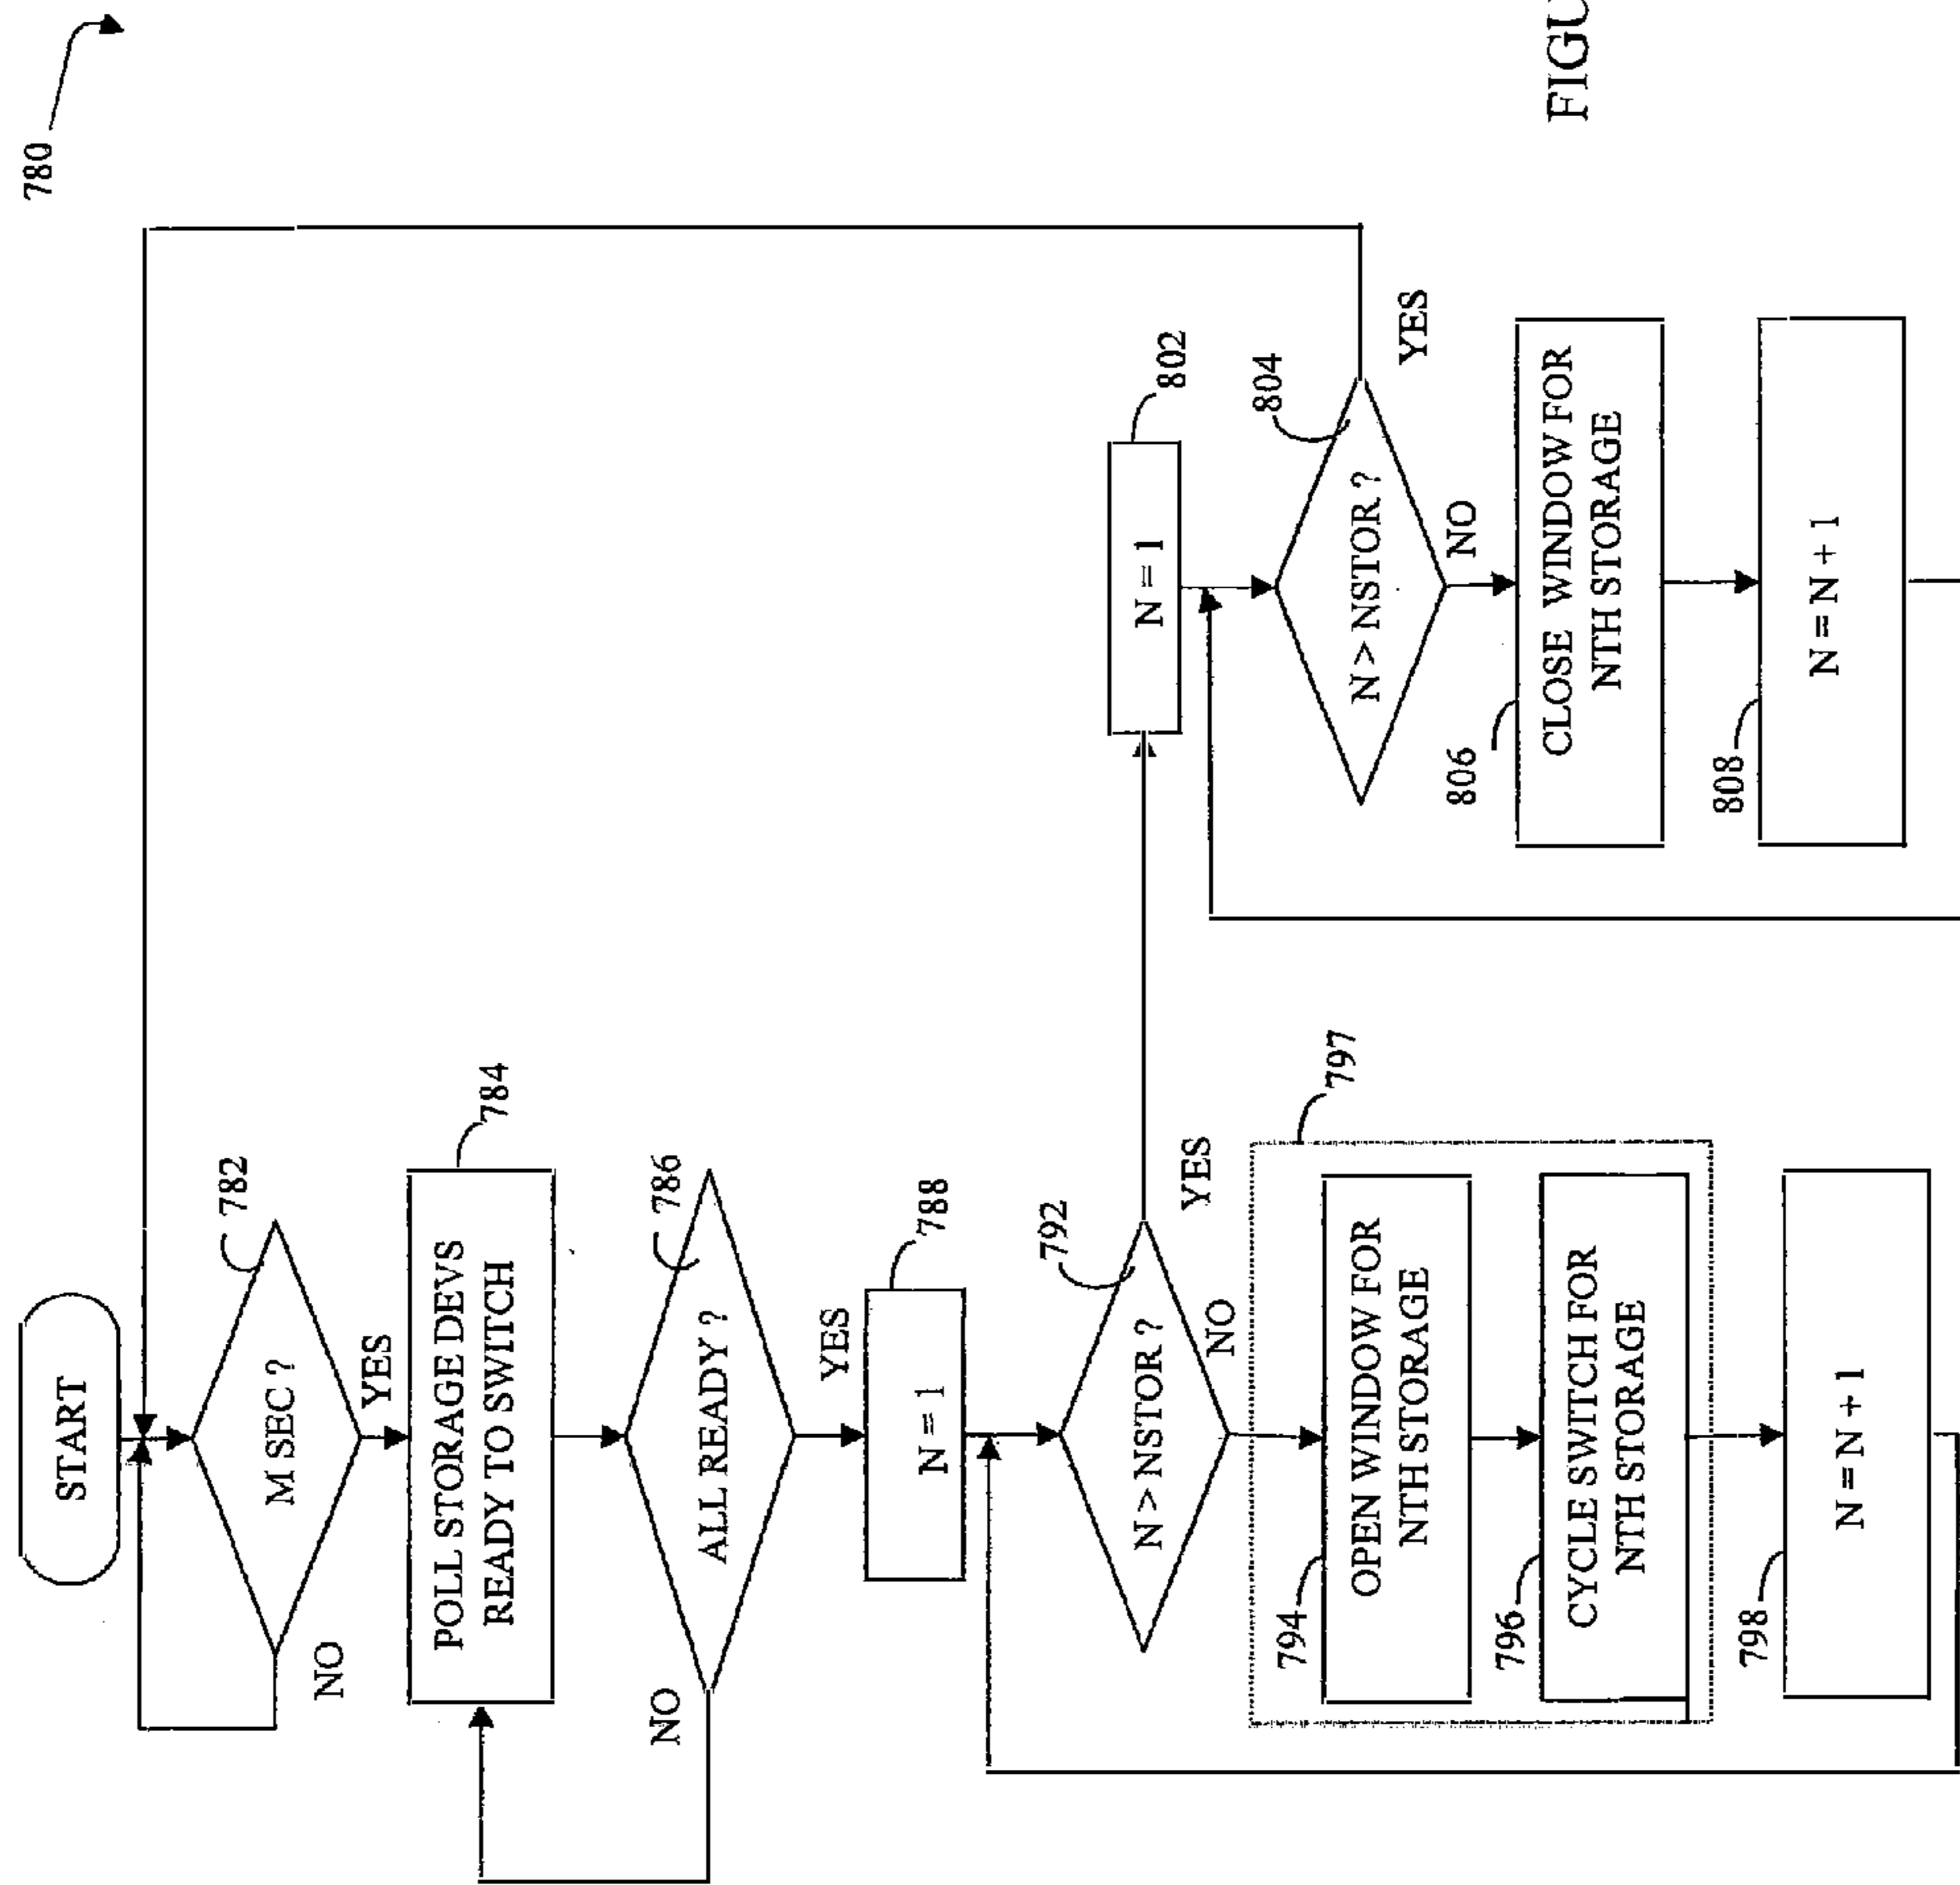 780
START
782
M SEC ?
NO
YES
784
POLL STORAGE DEVS
READY TO SWITCH
786
ALL READY ?
NO
YES
788
N = 1
792
N > NSTOR ?
YES
NO
797
794
OPEN WINDOW FOR
NTH STORAGE
796
CYCLE SWITCH FOR
NTH STORAGE
798
N = N + 1
802
N = 1
804
N > NSTOR ?
YES
NO
806
CLOSE WINDOW FOR
NTH STORAGE
808
N = N + 1